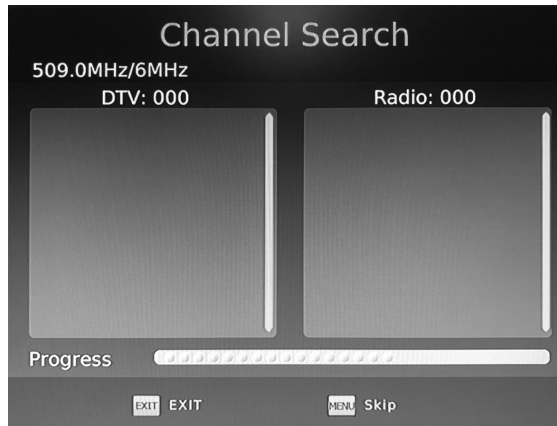 Channel Search
509.0MHz/6MHz
DTV: 000 Radio: 000
Progress
EXIT EXIT MENU Skip